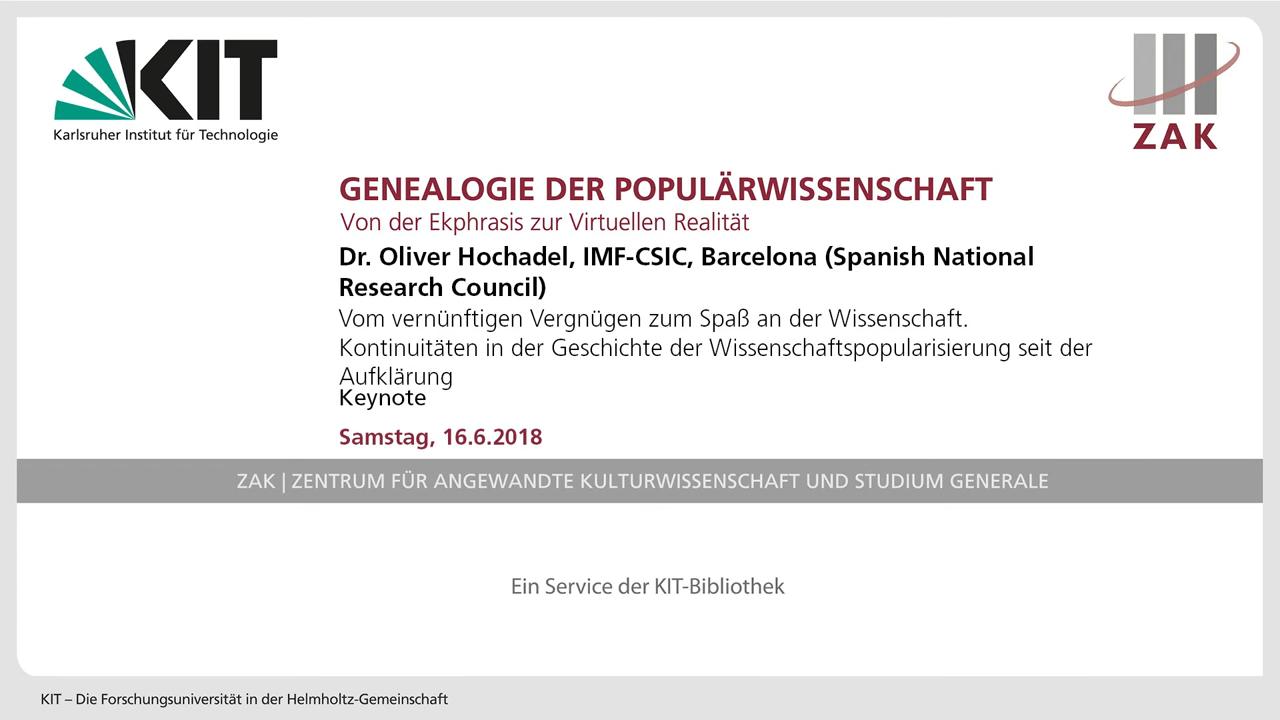 KIT
Karlsruher Institut für Technologie
ZAK
GENEALOGIE DER POPULÄRWISSENSCHAFT
Von der Ekphrasis zur Virtuellen Realität
Dr. Oliver Hochadel, IMF-CSIC, Barcelona (Spanish National
Research Council)
Vom vernünftigen Vergnügen zum Spaß an der Wissenschaft.
Kontinuitäten in der Geschichte der Wissenschaftspopularisierung seit der
Aufklärung
Keynote
Samstag, 16.6.2018
ZAK | ZENTRUM FÜR ANGEWANDTE KULTURWISSENSCHAFT UND STUDIUM GENERALE
Ein Service der KIT-Bibliothek
KIT – Die Forschungsuniversität in der Helmholtz-Gemeinschaft